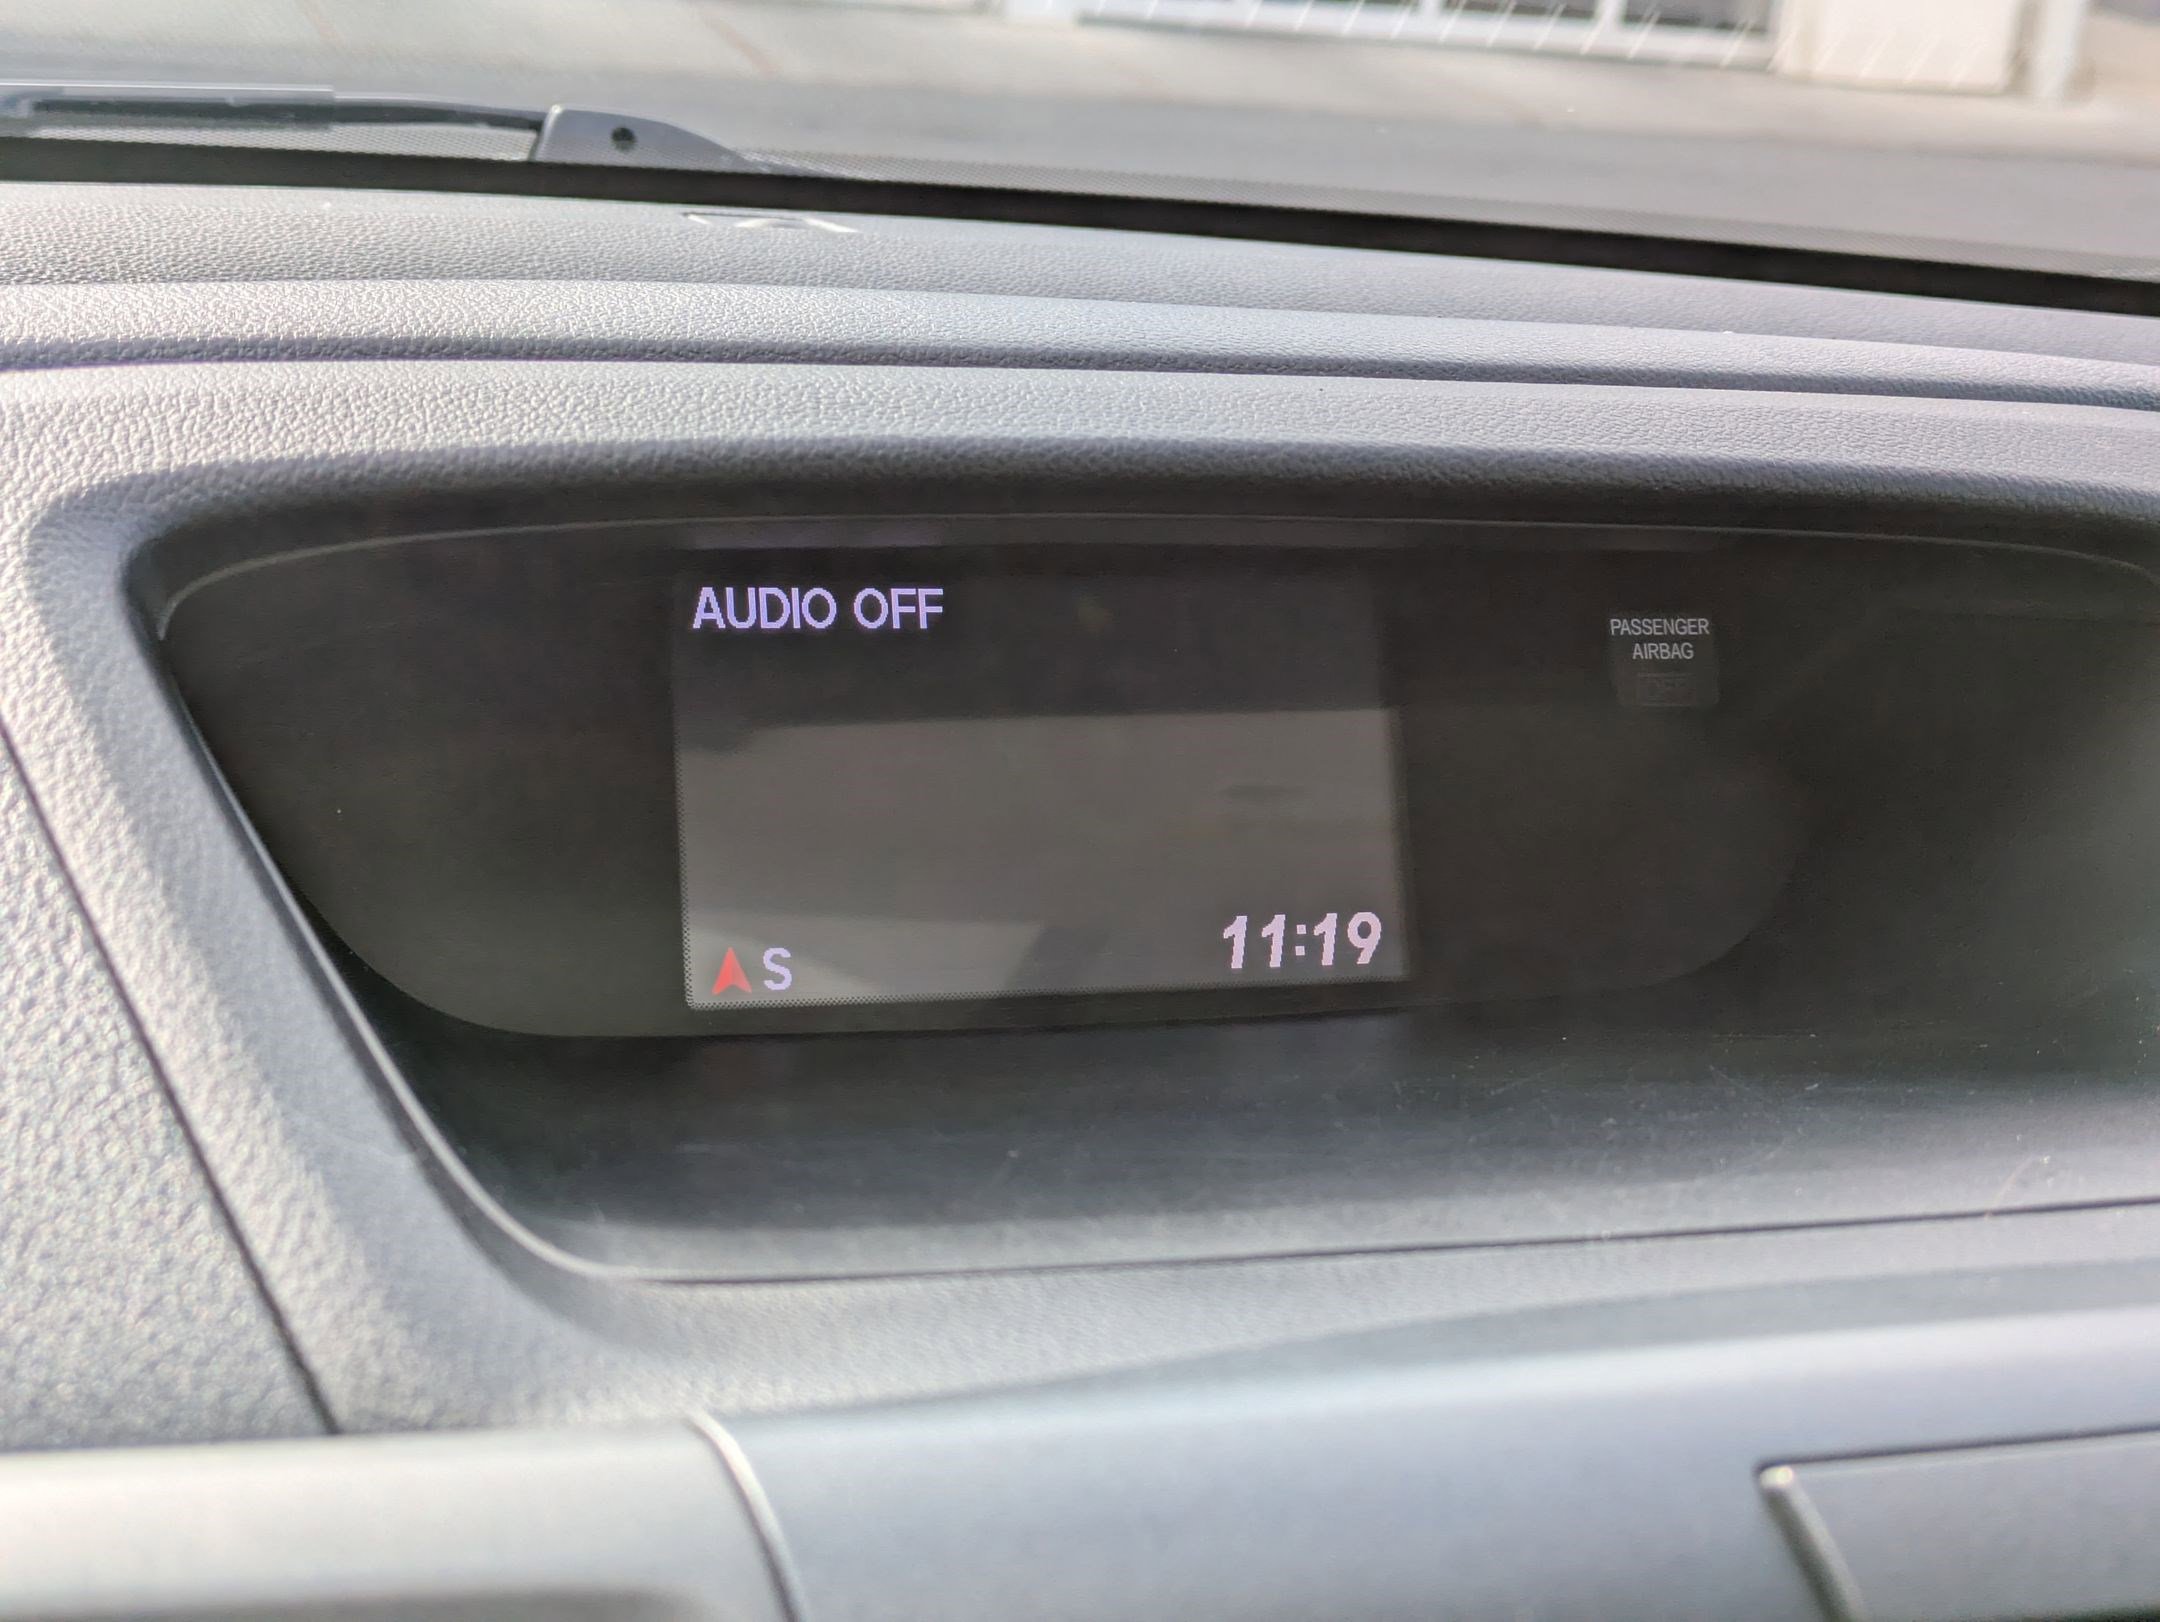 AUDIO OFF
PASSENGER
AIRBAG
S
11:19